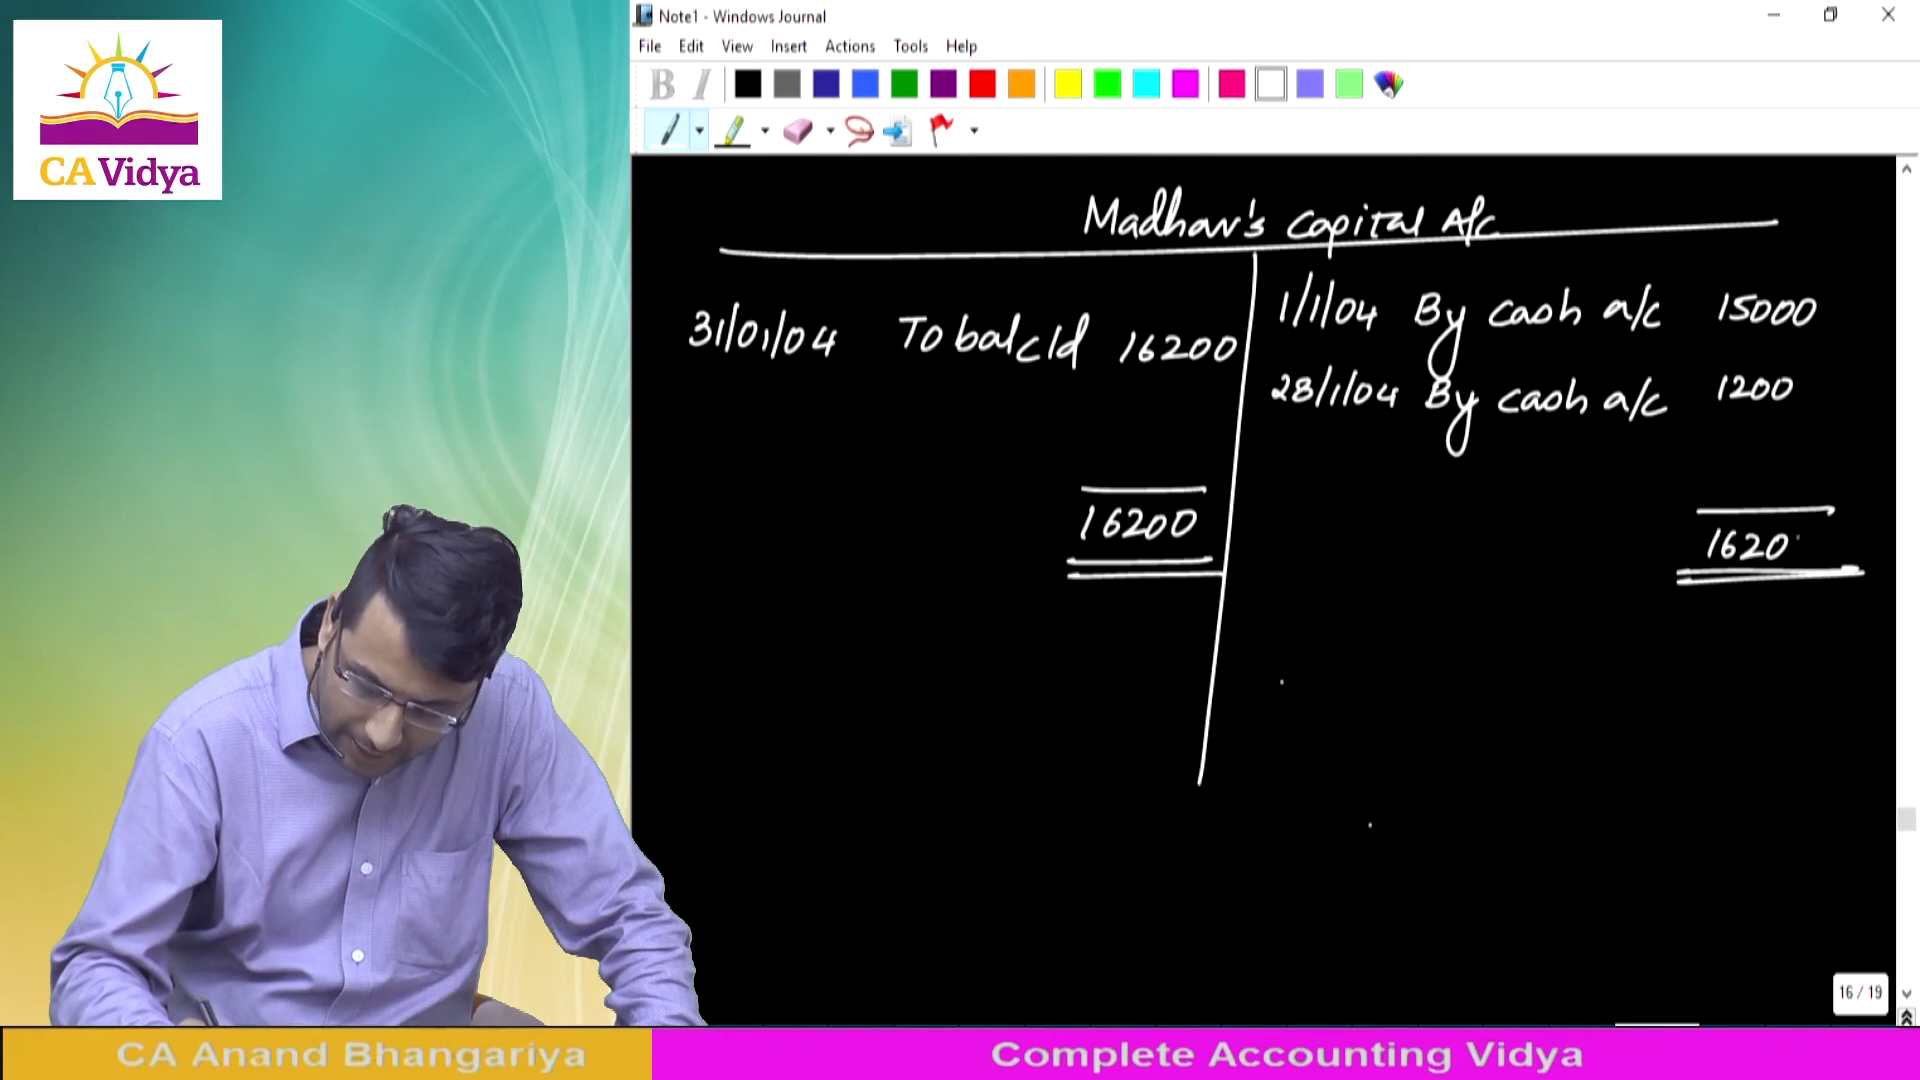 CA Vidya
Note1 - Windows Journal
File Edit View Insert Actions Tools Help
B I
Madhav's Capital A/c
31/01/04 To bal c/d 16200
1/1/04 By cash a/c 15000
28/1/04 By cash a/c 1200
16200
1620
16 / 19
CA Anand Bhangariya
Complete Accounting Vidya